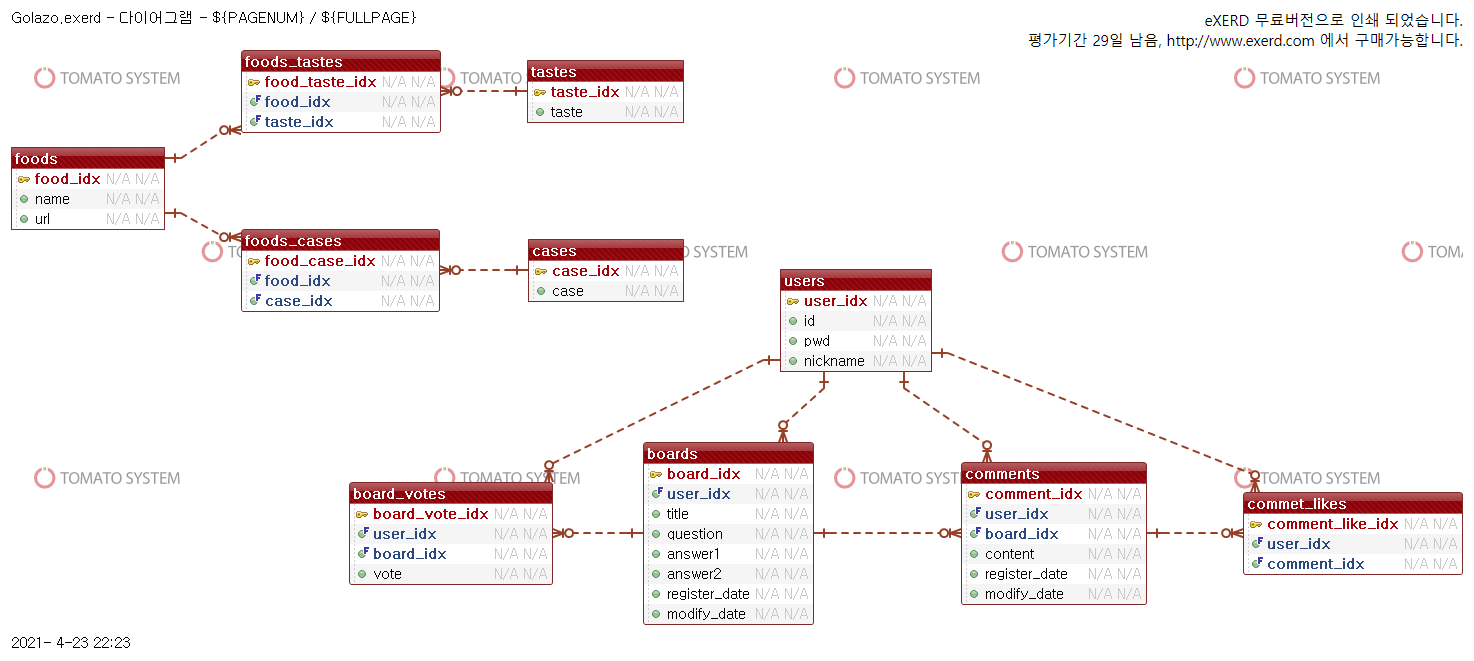 Golazo.exerd - 다이어그램 - ${PAGENUM} / ${FULLPAGE}
eXERD 무료버전으로 인쇄 되었습니다.
평가기간 29일 남음, http://www.exerd.com 에서 구매가능합니다.
TOMATO SYSTEM
TOMATO
TOMATO SYSTEM
TOMATO SYSTEM
foods_tastes
food_taste_idx N/A N/A
food_idx N/A N/A
taste_idx N/A N/A
tastes
taste_idx N/A N/A
taste N/A N/A
foods
food_idx N/A N/A
name N/A N/A
url N/A N/A
foods_cases
food_case_idx N/A N/A
food_idx N/A N/A
case_idx N/A N/A
cases
case_idx N/A N/A
case N/A N/A
SYSTEM
TOMATO SYSTEM
users
user_idx N/A N/A
id N/A N/A
pwd N/A N/A
nickname N/A N/A
TOMATO SYSTEM
TOMATO SYSTEM
TOMATO SYSTEM
board_votes
board_vote_idx N/A N/A
user_idx N/A N/A
board_idx N/A N/A
vote N/A N/A
boards
board_idx N/A N/A
user_idx N/A N/A
title N/A N/A
question N/A N/A
answer1 N/A N/A
answer2 N/A N/A
register_date N/A N/A
modify_date N/A N/A
comments
comment_idx N/A N/A
user_idx N/A N/A
board_idx N/A N/A
content N/A N/A
register_date N/A N/A
modify_date N/A N/A
TOMATO SYSTEM
commet_likes
comment_like_idx N/A N/A
user_idx N/A N/A
comment_idx N/A N/A
2021- 4-23 22:23